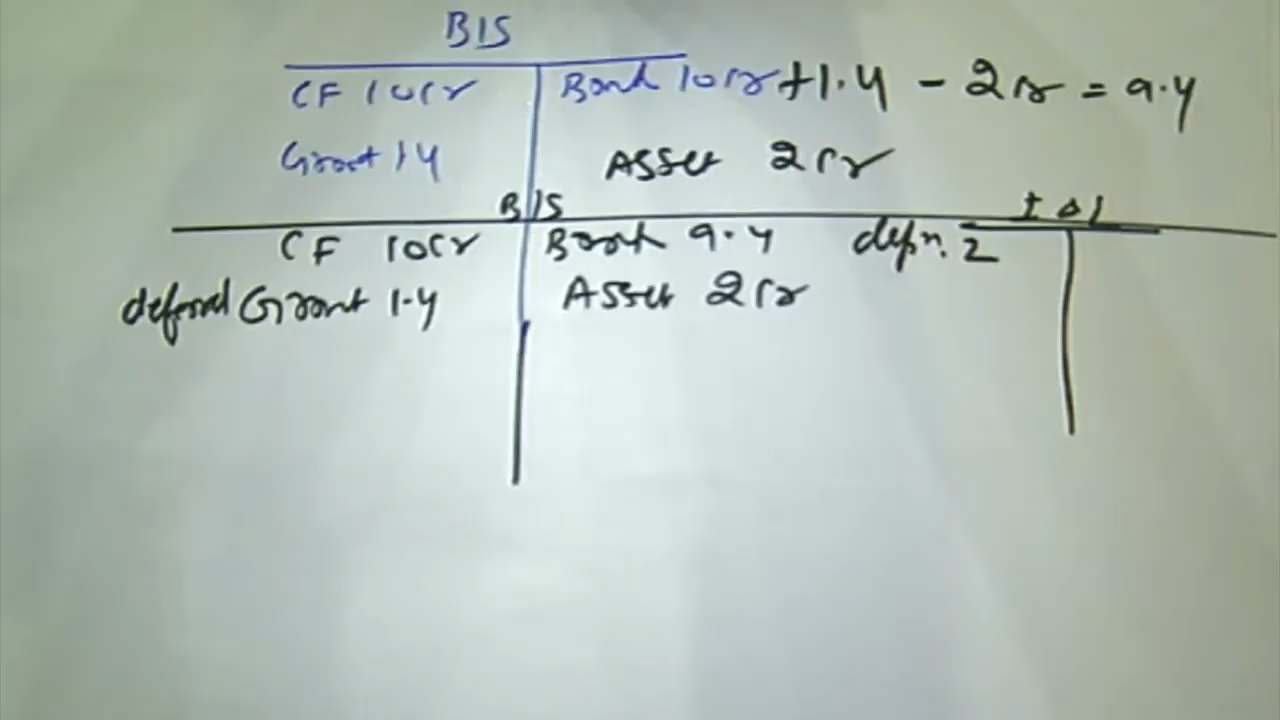 B/S
CF 10cr Bank 10cr + 1.4 - 2cr = 9.4
Grant 1.4 Asset 2cr
B/S
CF 10cr Bank 9.4 depn. 2
Grant 1.4 Asset 2cr